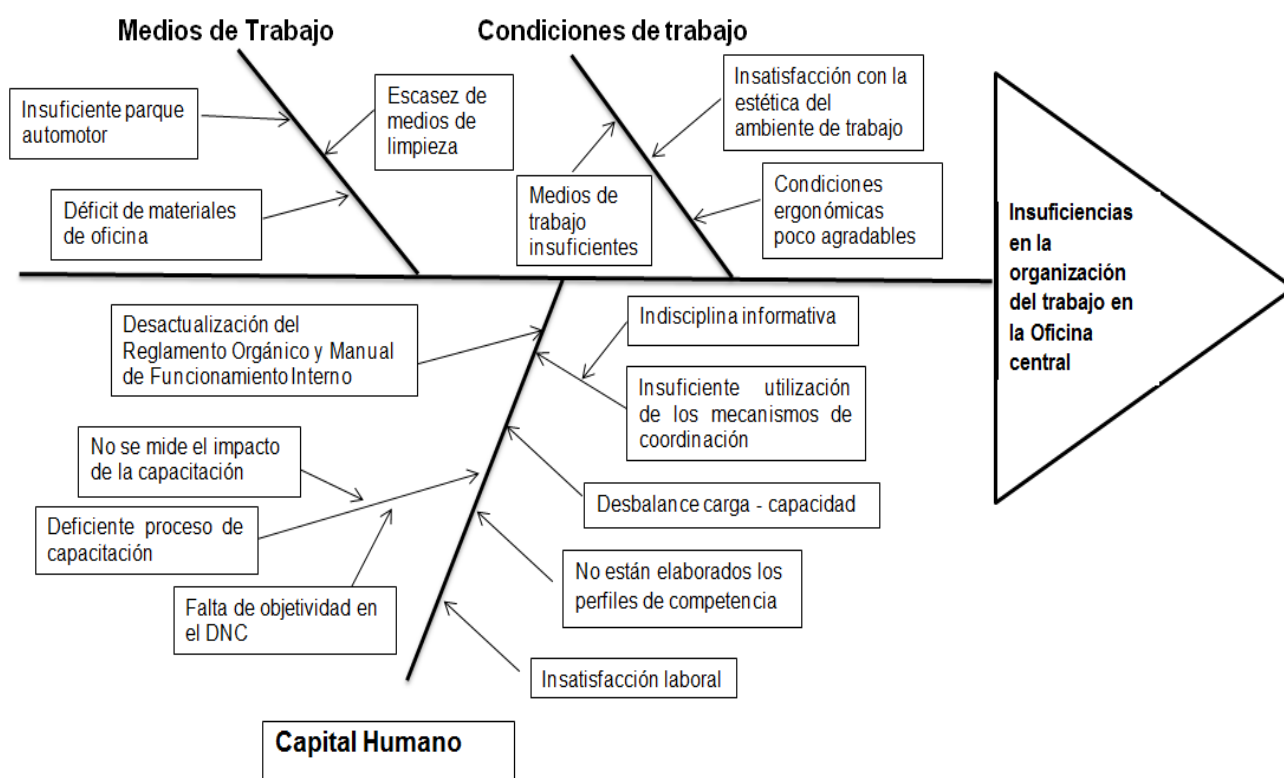 Medios de Trabajo
Condiciones de trabajo
Insuficiente parque
automotor
Escasez de
medios de
limpieza
Déficit de materiales
de oficina
Insatisfacción con la
estética del
ambiente de trabajo
Medios de
trabajo
insuficientes
Condiciones
ergonómicas
poco agradables
Insuficiencias
en la
organización
del trabajo en
la Oficina
central
Desactualización del
Reglamento Orgánico y Manual
de Funcionamiento Interno
Indisciplina informativa
Insuficiente utilización
de los mecanismos de
coordinación
No se mide el impacto
de la capacitación
Deficiente proceso de
capacitación
Falta de objetividad en
el DNC
Desbalance carga - capacidad
No están elaborados los
perfiles de competencia
Insatisfacción laboral
Capital Humano